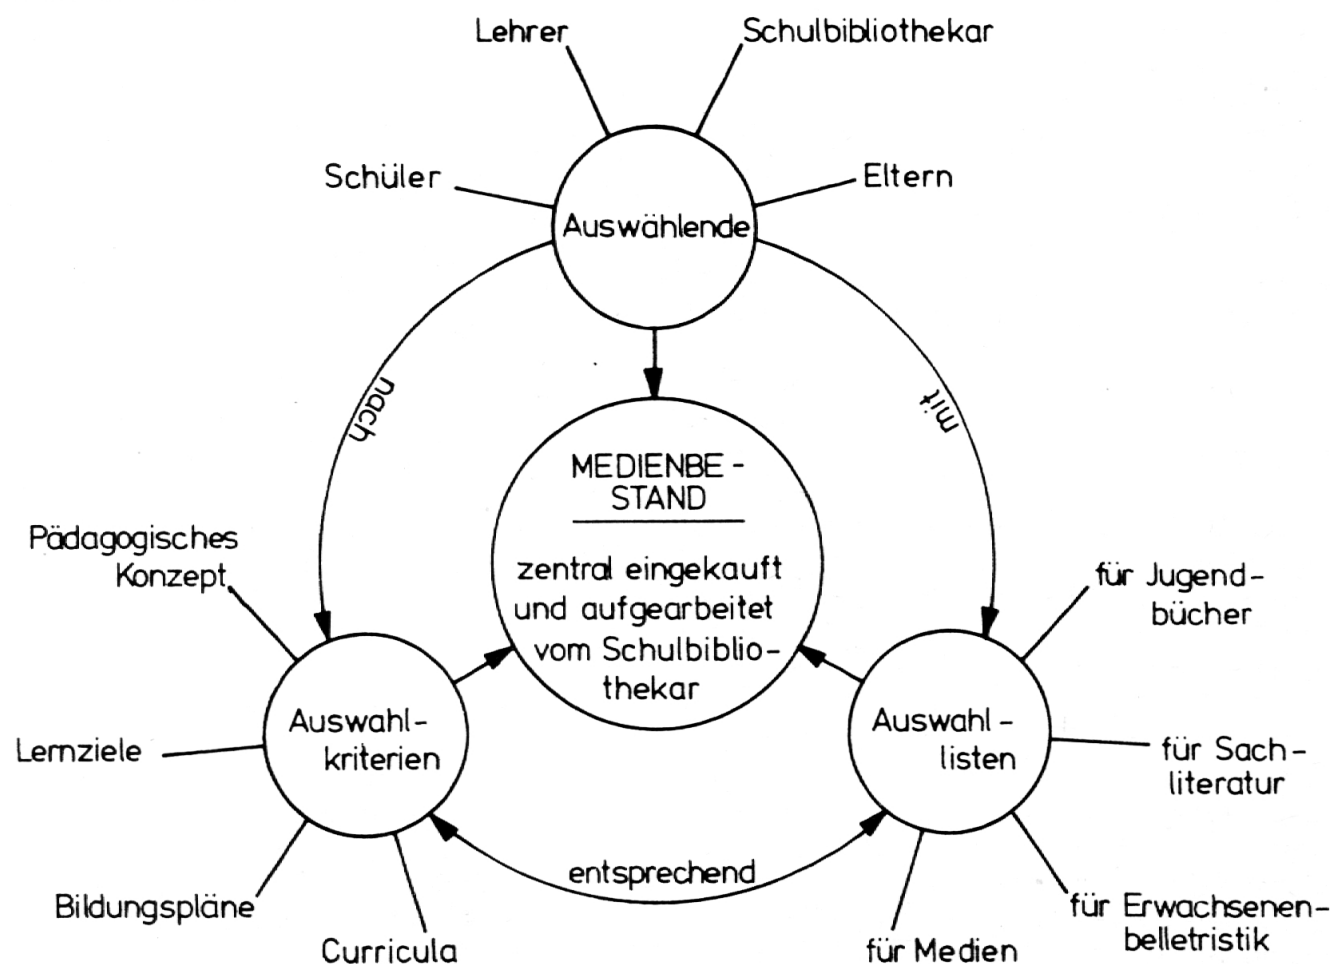 Lehrer
Schulbibliothekar
Schüler
Eltern
Auswählende
nach
mit
MEDIENBE-
STAND
zentral eingekauft
und aufgearbeitet
vom Schulbiblio-
thekar
Pädagogisches
Konzept
Lernziele
Bildungspläne
Curricula
Auswahl-
kriterien
entsprechend
Auswahl-
listen
für Jugend-
bücher
für Sach-
literatur
für Erwachsenen-
belletristik
für Medien